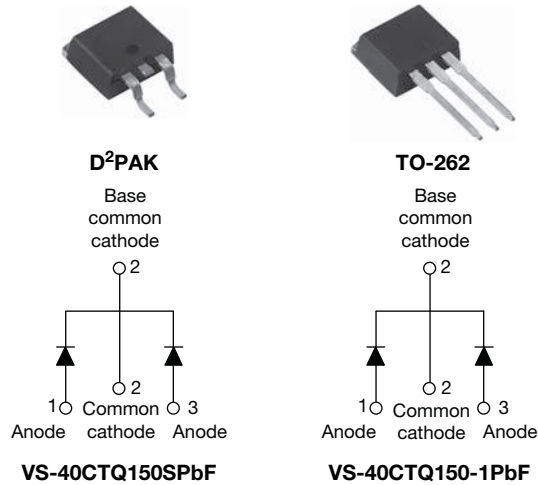 D²PAK
Base
common
cathode
2
2
1
Common
3
Anode
cathode
Anode
VS-40CTQ150SPbF
TO-262
Base
common
cathode
2
2
1
Common
3
Anode
cathode
Anode
VS-40CTQ150-1PbF